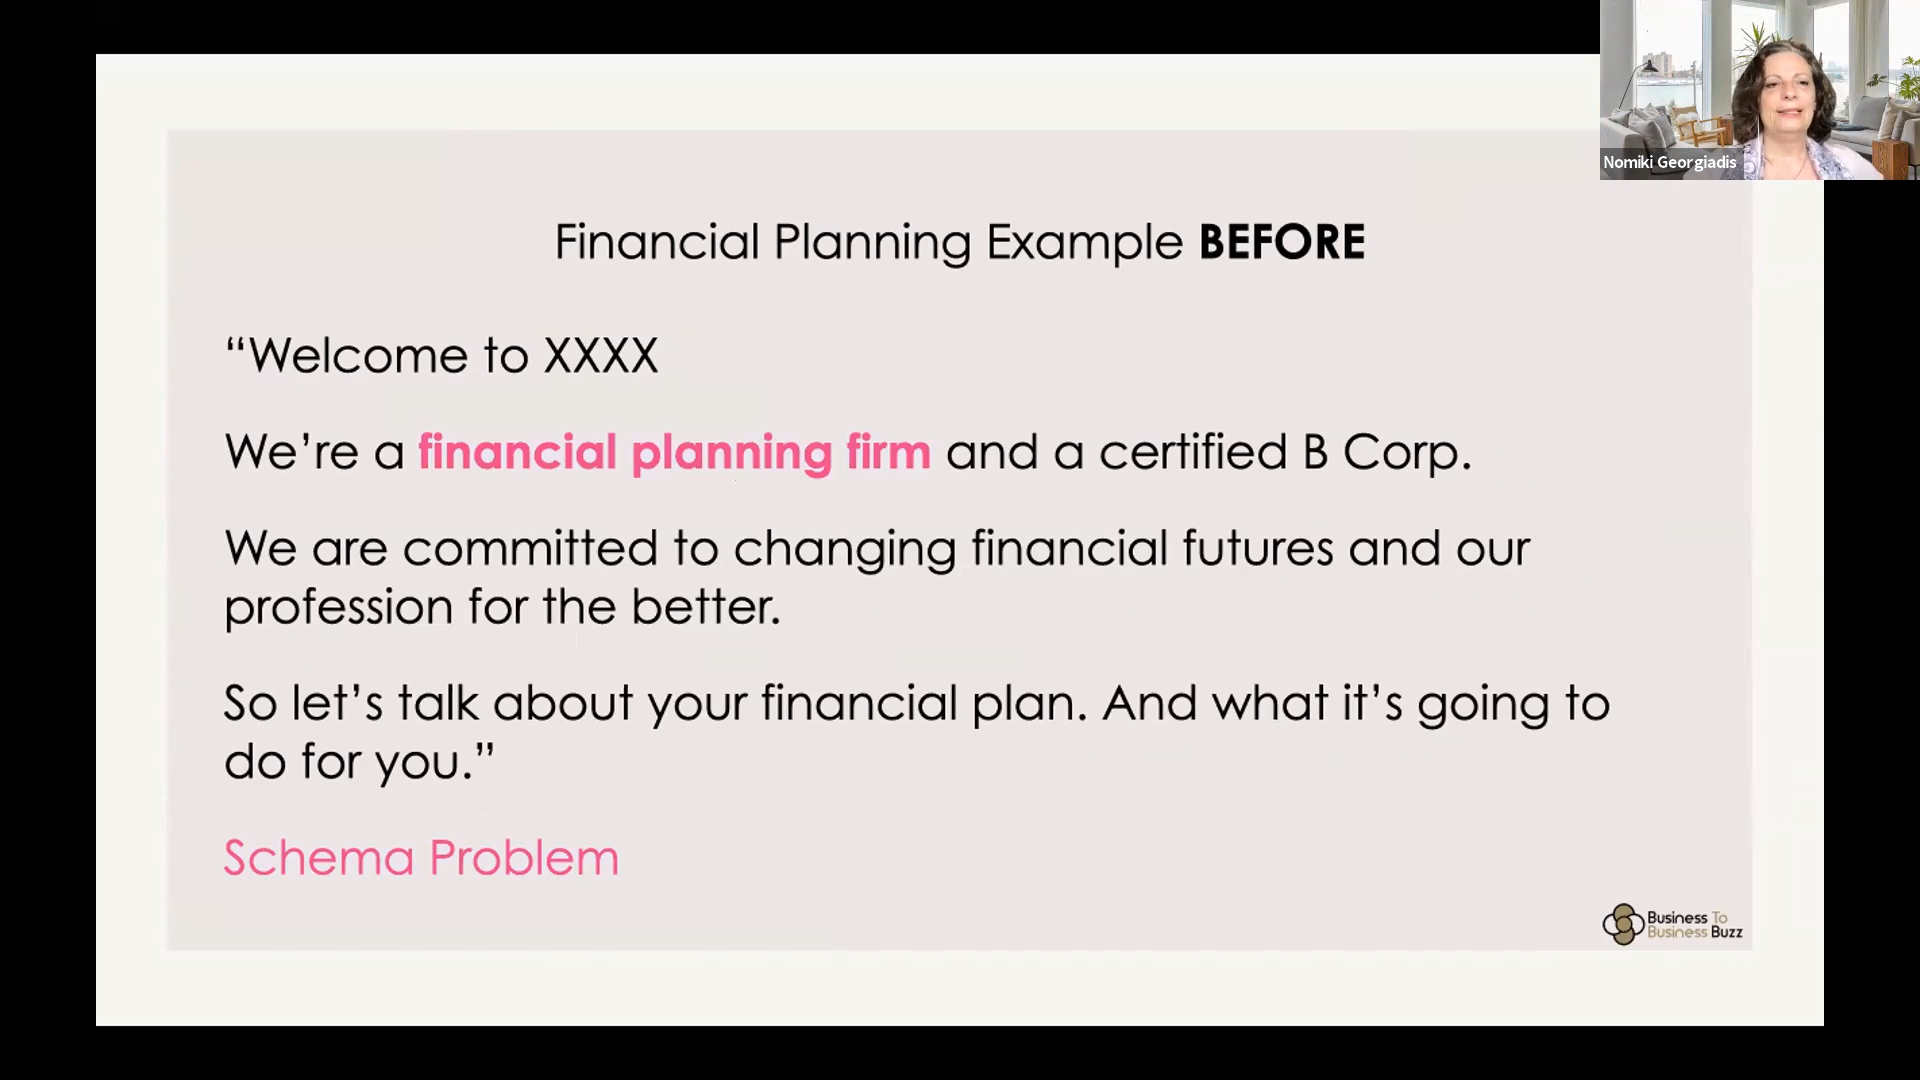 Nomiki Georgiadis
Financial Planning Example BEFORE
“Welcome to XXXX
We’re a financial planning firm and a certified B Corp.
We are committed to changing financial futures and our
profession for the better.
So let’s talk about your financial plan. And what it’s going to
do for you.”
Schema Problem
Business To
Business Buzz